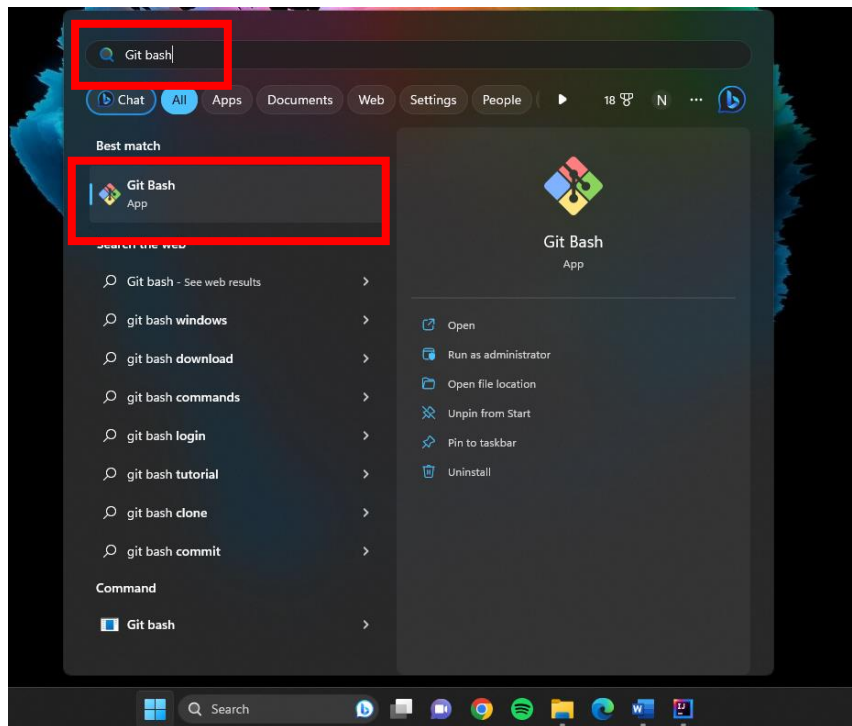 Git bash
Chat All Apps Documents Web Settings People 18 N ...
Best match
Git Bash
App
Search the web
Git bash - See web results
git bash windows
git bash download
git bash commands
git bash login
git bash tutorial
git bash clone
git bash commit
Command
Git bash
Git Bash
App
Open
Run as administrator
Open file location
Unpin from Start
Pin to taskbar
Uninstall
Search